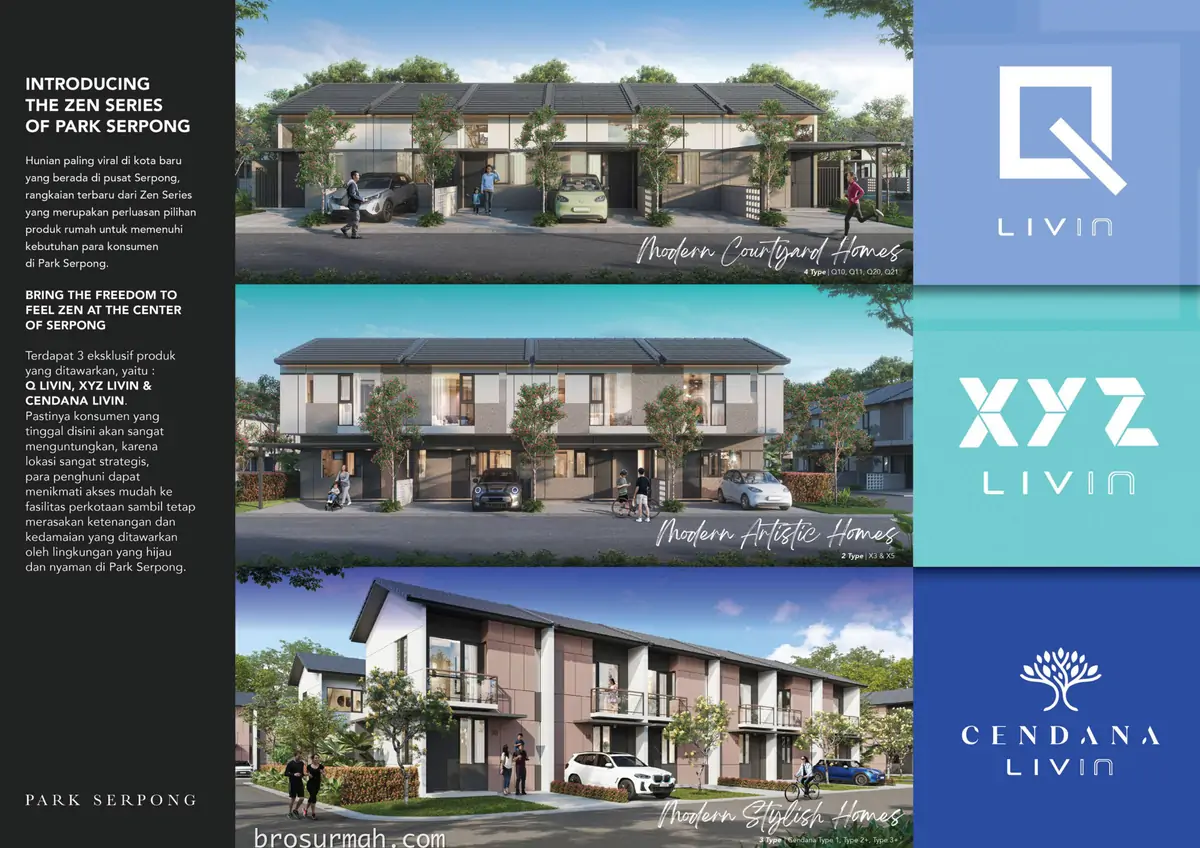 INTRODUCING
THE ZEN SERIES
OF PARK SERPONG
Hunian paling viral di kota baru
yang berada di pusat Serpong,
rangkaian terbaru dari Zen Series
yang merupakan perluasan pilihan
produk rumah untuk memenuhi
kebutuhan para konsumen
di Park Serpong.
BRING THE FREEDOM TO
FEEL ZEN AT THE CENTER
OF SERPONG
Terdapat 3 eksklusif produk
yang ditawarkan, yaitu :
Q LIVIN, XYZ LIVIN &
CENDANA LIVIN.
Pastinya konsumen yang
tinggal disini akan sangat
menguntungkan, karena
lokasi sangat strategis,
para penghuni dapat
menikmati akses mudah ke
fasilitas perkotaan sambil tetap
merasakan ketenangan dan
kedamaian yang ditawarkan
oleh lingkungan yang hijau
dan nyaman di Park Serpong.
PARK SERPONG
Modern Courtyard Homes
4 Type | Q10, Q11, Q20, Q21
Q
LIVIN
Modern Artistic Homes
2 Type | X3 & X5
XYZ
LIVIN
Modern Stylish Homes
3 Type | Cendana Type 1, Type 2+, Type 3+
CENDANA
LIVIN
brosurmah.com